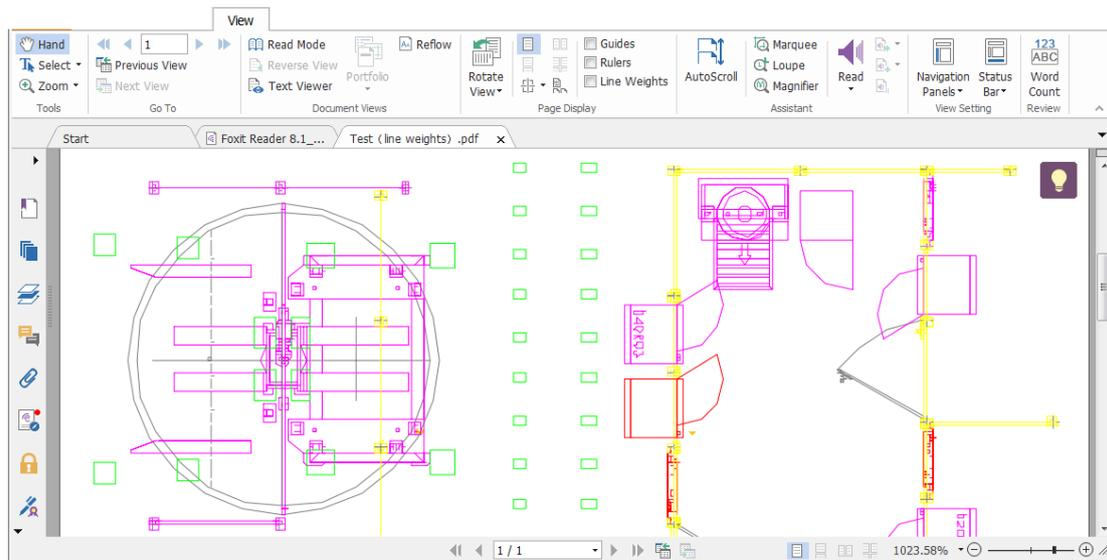 View
Hand
Select
Zoom
Tools
1
Previous View
Next View
Go To
Read Mode
Reverse View
Text Viewer
Portfolio
Reflow
Document Views
Rotate
View
Guides
Rulers
Line Weights
Page Display
AutoScroll
Marquee
Loupe
Magnifier
Read
Assistant
Navigation
Panels
Status
Bar
View Setting
123
ABC
Word
Count
Review
Start
Foxit Reader 8.1_...
Test (line weights) .pdf
1 / 1
1023.58%